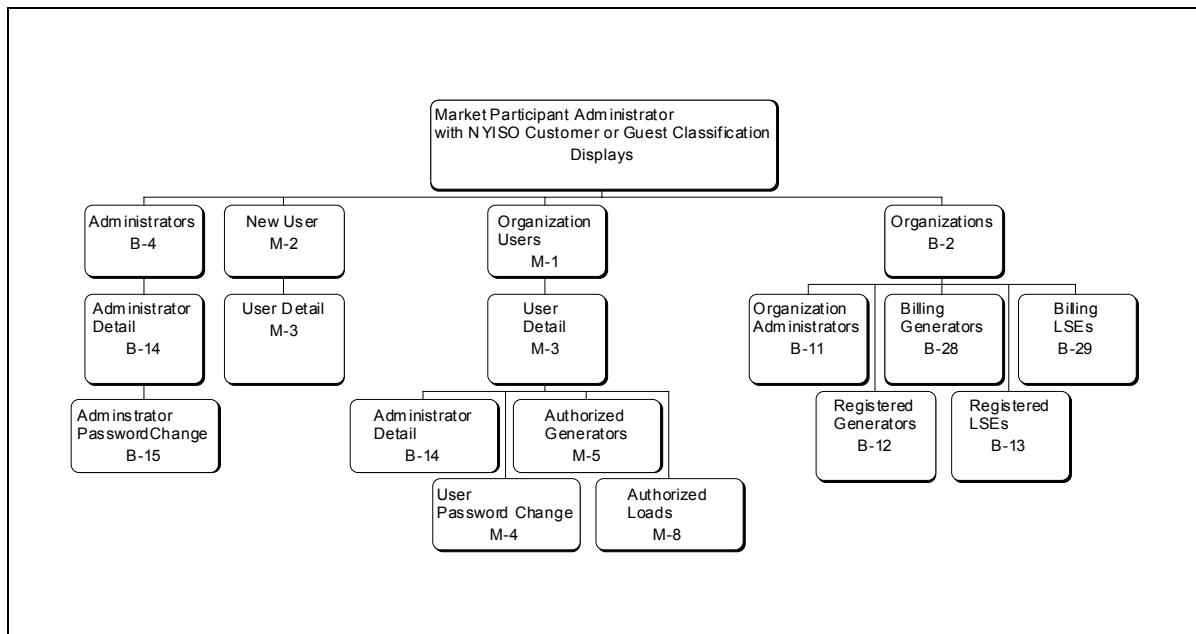 Market Participant Administrator
with NYISO Customer or Guest Classification
Displays
Administrators
B-4
New User
M-2
Organization
Users
M-1
Organizations
B-2
Administrator
Detail
B-14
User Detail
M-3
User
Detail
M-3
Organization
Administrators
B-11
Billing
Generators
B-28
Billing
LSEs
B-29
Adminstrator
Password Change
B-15
Administrator
Detail
B-14
Authorized
Generators
M-5
Registered
Generators
B-12
Registered
LSEs
B-13
User
Password Change
M-4
Authorized
Loads
M-8